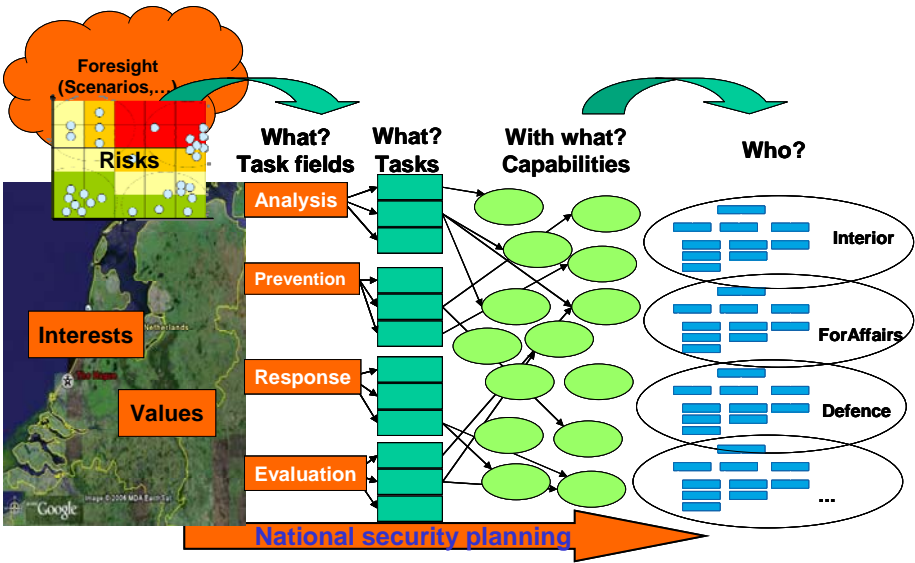 Foresight
(Scenarios,…)
Risks
What?
Task fields
What?
Tasks
With what?
Capabilities
Who?
Analysis
Prevention
Response
Evaluation
Interests
Values
Netherlands
The Hague
Image © 2006 MDA EarthSat
Google
Interior
ForAffairs
Defence
...
National security planning